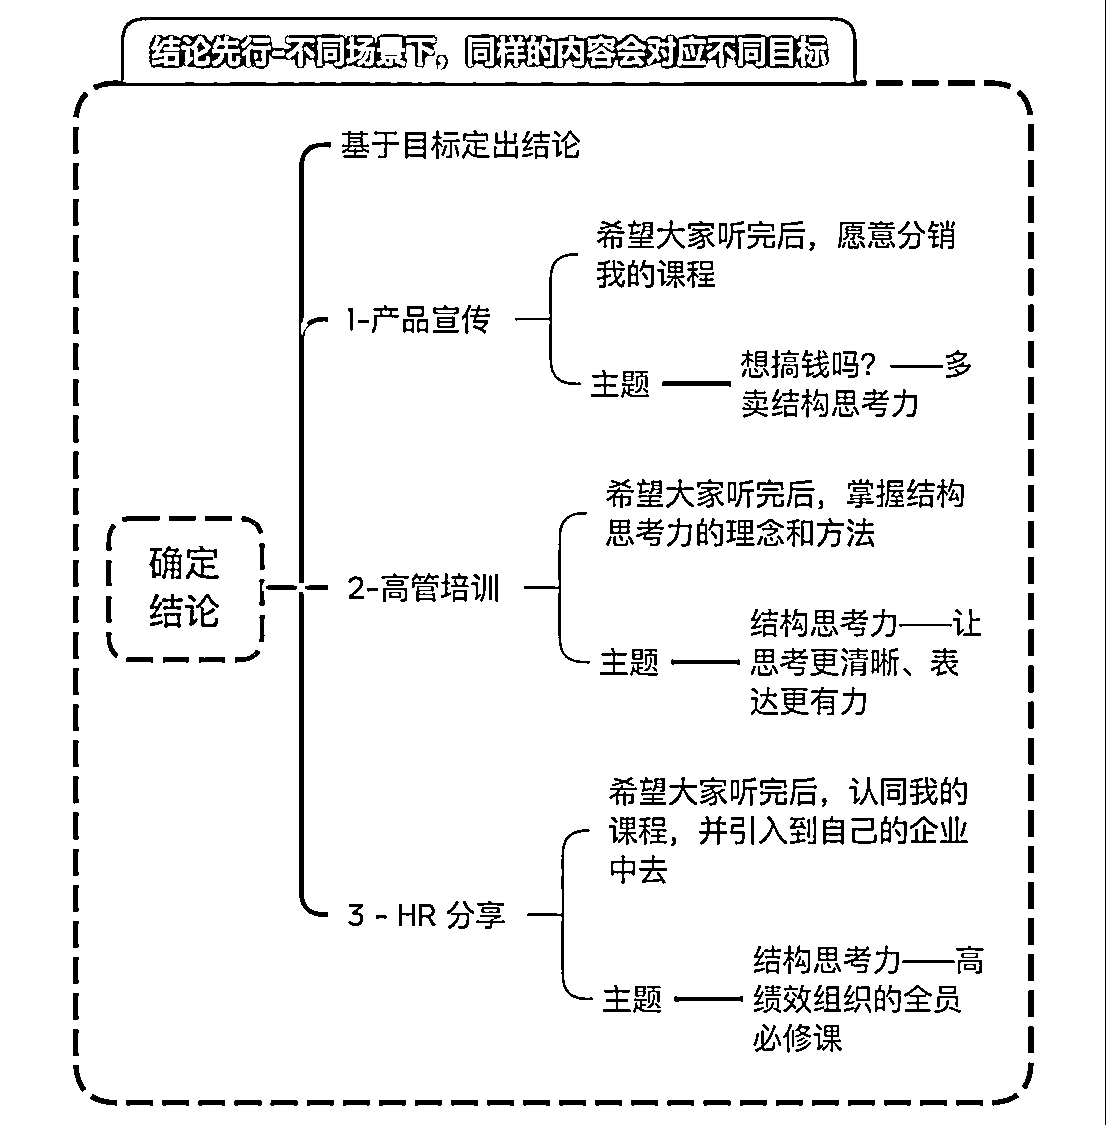 结论先行-不同场景下，同样的内容会对应不同目标
基于目标定出结论
希望大家听完后，愿意分销
我的课程
1-产品宣传
主题
想搞钱吗？——多
卖结构思考力
希望大家听完后，掌握结构
思考力的理念和方法
确定
结论
2-高管培训
主题
结构思考力——让
思考更清晰、表
达更有力
希望大家听完后，认同我的
课程，并引入到自己的企业
中去
3 - HR 分享
主题
结构思考力——高
绩效组织的全员
必修课